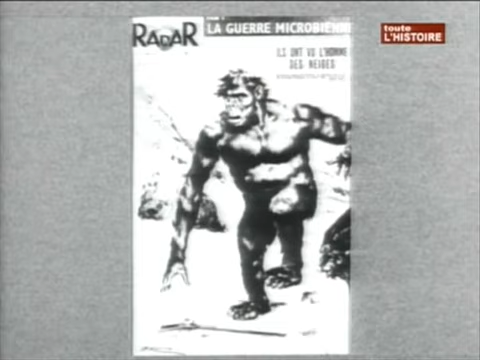 RADAR
LA GUERRE MICROBIENNE
ILS ONT VU L'HOMME
DES NEIGES
toute
L'HISTOIRE